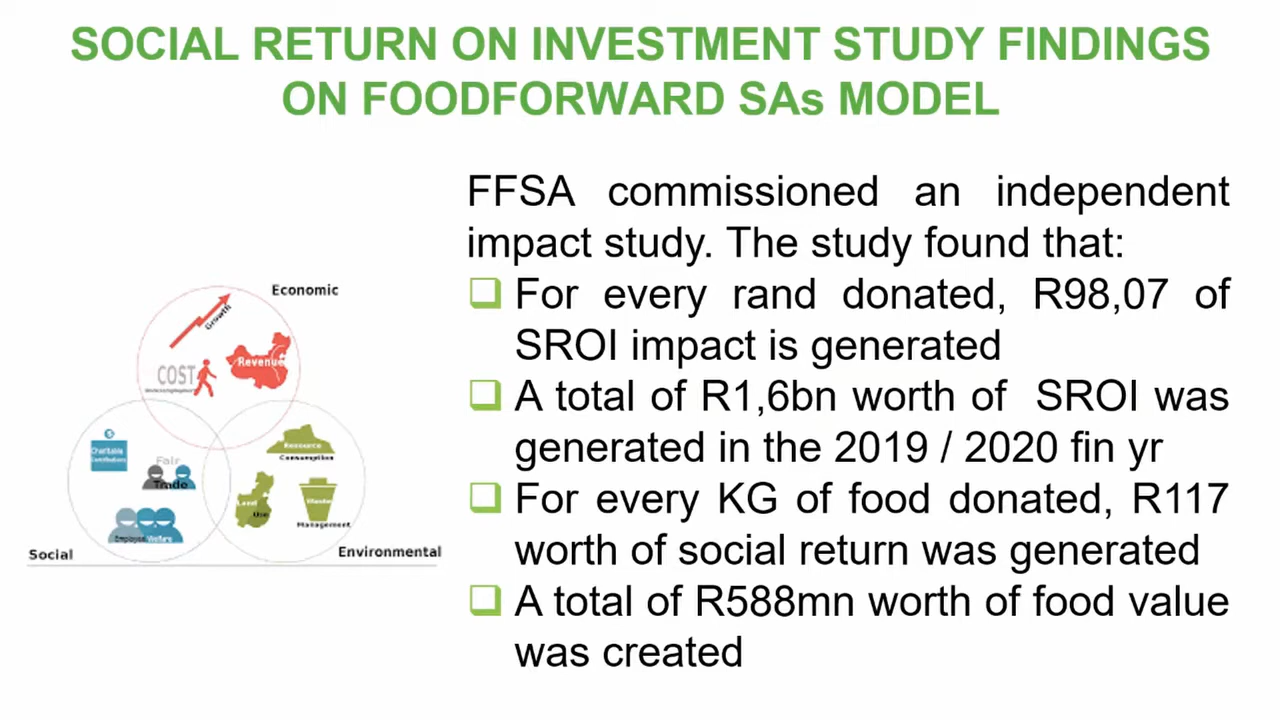 SOCIAL RETURN ON INVESTMENT STUDY FINDINGS
ON FOODFORWARD SAs MODEL
FFSA commissioned an independent
impact study. The study found that:
For every rand donated, R98,07 of
SROI impact is generated
A total of R1,6bn worth of SROI was
generated in the 2019 / 2020 fin yr
For every KG of food donated, R117
worth of social return was generated
A total of R588mn worth of food value
was created
Economic
Growth
COST
Revenue
Charitable
Contributions
Fair
Trade
Employee Welfare
Social
Resource
Consumption
Land
Use
Waste
Management
Environmental